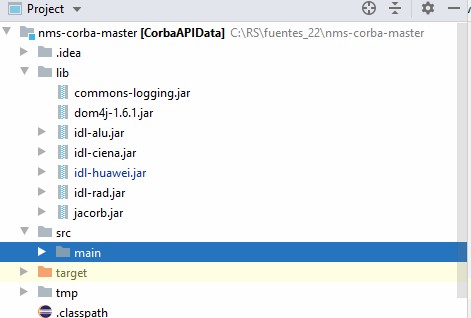 Project
nms-corba-master [CorbaAPIData] C:\RS\fuentes_22\nms-corba-master
.idea
lib
commons-logging.jar
dom4j-1.6.1.jar
idl-alu.jar
idl-ciena.jar
idl-huawei.jar
idl-rad.jar
jacorb.jar
src
main
target
tmp
.classpath